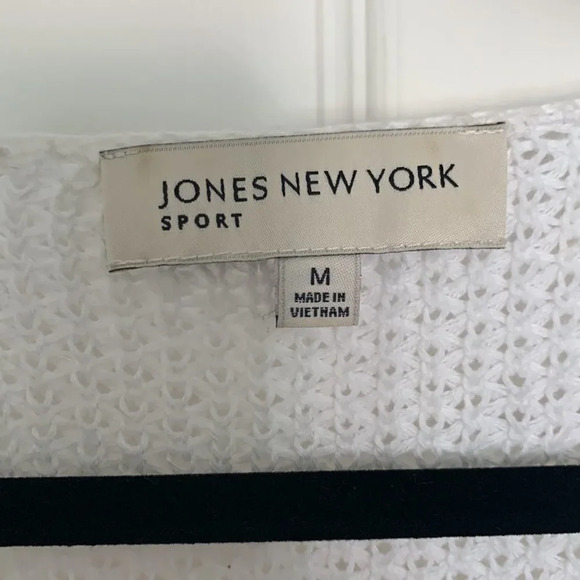 JONES NEW YORK
SPORT
M
MADE IN
VIETNAM